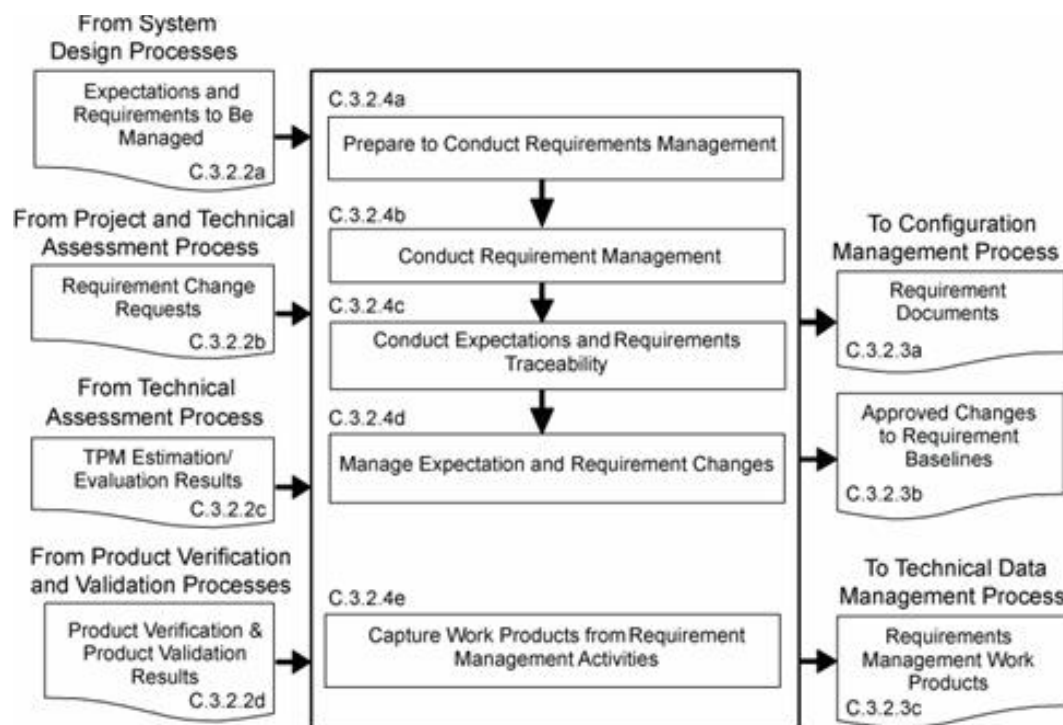 From System
Design Processes
Expectations and
Requirements to Be
Managed
C.3.2.2a
From Project and Technical
Assessment Process
Requirement Change
Requests
C.3.2.2b
From Technical
Assessment Process
TPM Estimation/
Evaluation Results
C.3.2.2c
From Product Verification
and Validation Processes
Product Verification &
Product Validation
Results
C.3.2.2d
C.3.2.4a
Prepare to Conduct Requirements Management
C.3.2.4b
Conduct Requirement Management
C.3.2.4c
Conduct Expectations and Requirements
Traceability
C.3.2.4d
Manage Expectation and Requirement Changes
C.3.2.4e
Capture Work Products from Requirement
Management Activities
To Configuration
Management Process
Requirement
Documents
C.3.2.3a
Approved Changes
to Requirement
Baselines
C.3.2.3b
To Technical Data
Management Process
Requirements
Management Work
Products
C.3.2.3c